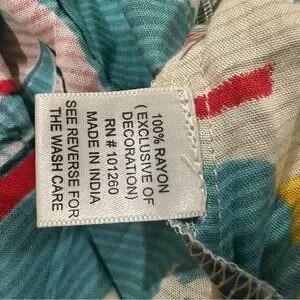 100% RAYON
(EXCLUSIVE OF
DECORATION)
RN # 101260
MADE IN INDIA
SEE REVERSE FOR
THE WASH CARE